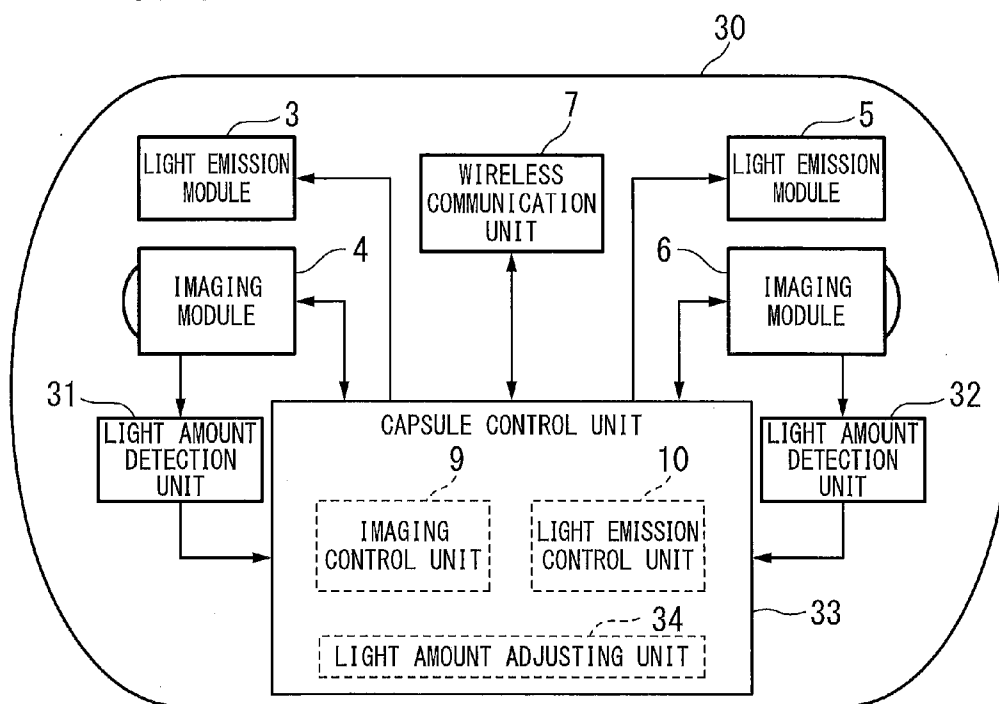 30
3
7
5
LIGHT EMISSION
MODULE
WIRELESS
COMMUNICATION
UNIT
LIGHT EMISSION
MODULE
4
6
IMAGING
MODULE
IMAGING
MODULE
31
32
LIGHT AMOUNT
DETECTION
UNIT
CAPSULE CONTROL UNIT
LIGHT AMOUNT
DETECTION
UNIT
9
10
IMAGING
CONTROL UNIT
LIGHT EMISSION
CONTROL UNIT
33
34
LIGHT AMOUNT ADJUSTING UNIT